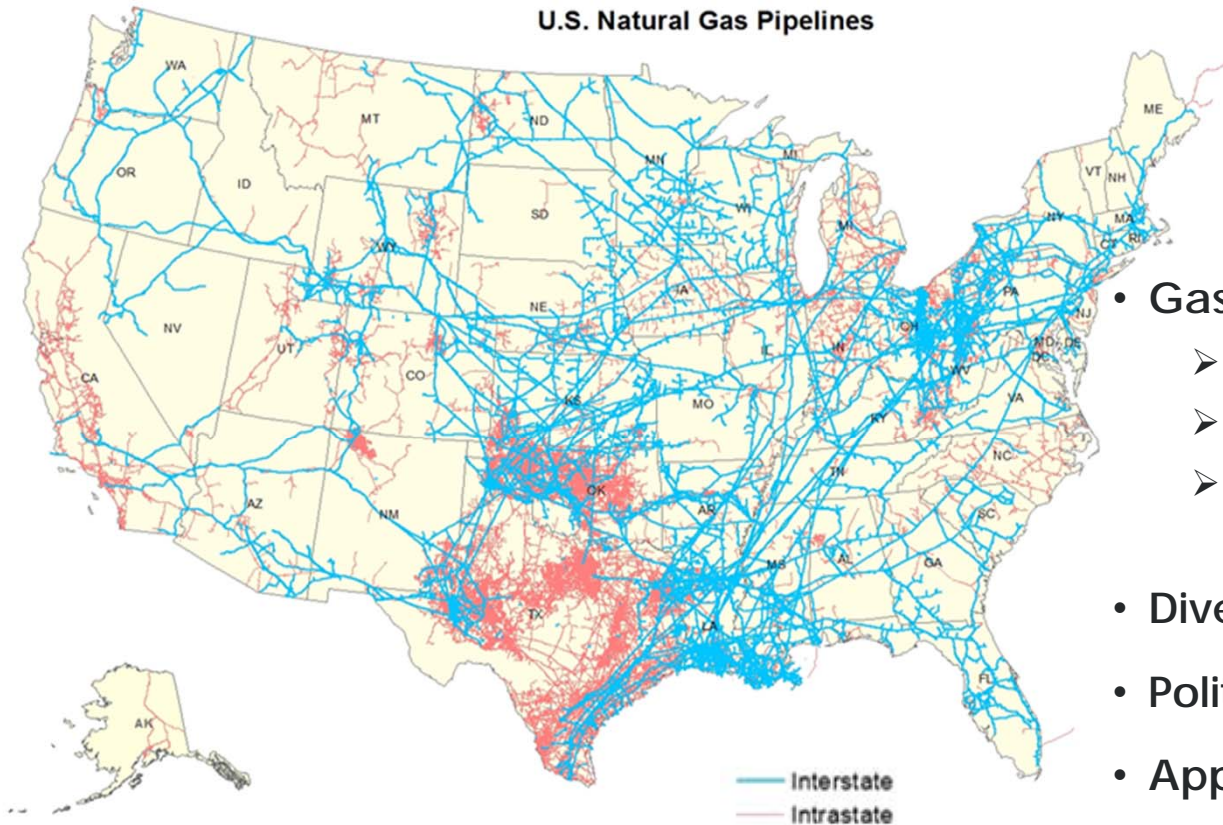 U.S. Natural Gas Pipelines
WA
MT
ND
ME
OR
ID
MN
MI
VT
NH
SD
WI
MI
NY
MA
CT
RI
WY
IA
PA
NE
NV
OH
NJ
IL
IN
MD
DE
DC
UT
CO
WV
CA
KS
MO
KY
VA
NC
TN
OK
AZ
NM
AR
SC
MS
AL
GA
TX
LA
FL
AK
Interstate
Intrastate
• Gas
➢
➢
➢
• Dive
• Polit
• App